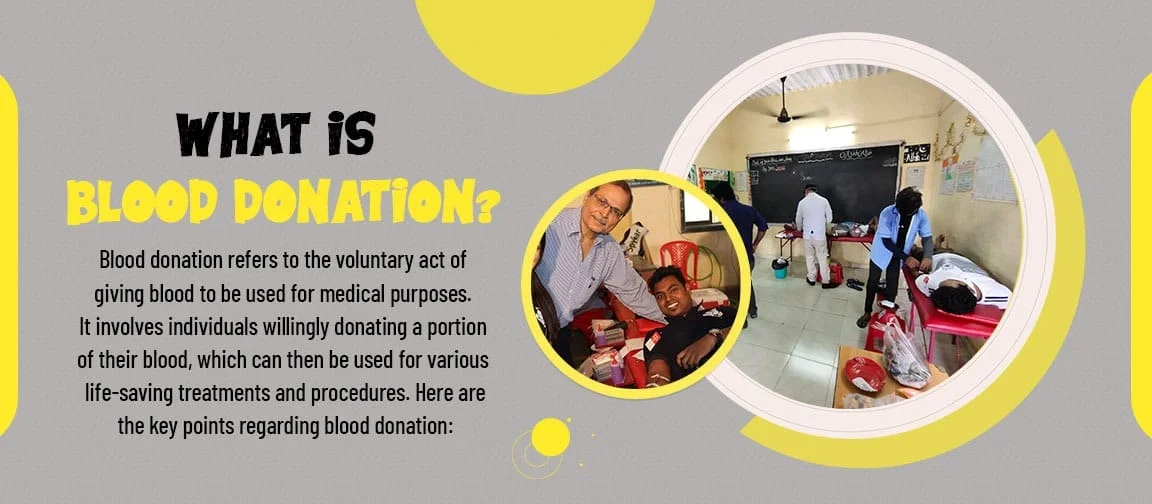 WHAT IS
BLOOD DONATION?
Blood donation refers to the voluntary act of
giving blood to be used for medical purposes.
It involves individuals willingly donating a portion
of their blood, which can then be used for various
life-saving treatments and procedures. Here are
the key points regarding blood donation: